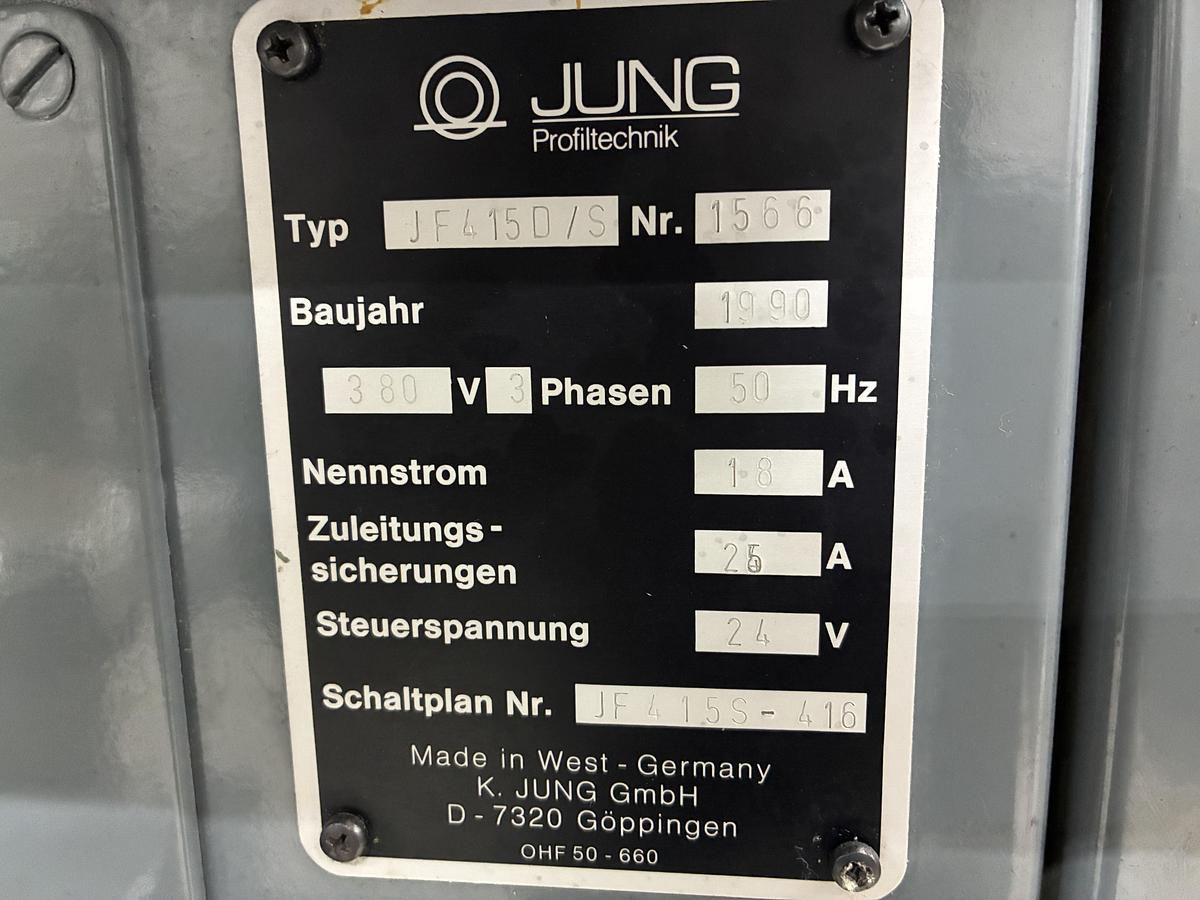 JUNG
Profiltechnik
Typ JF415D/S Nr. 1566
Baujahr 1990
380 V 3 Phasen 50 Hz
Nennstrom 18 A
Zuleitungs-
sicherungen 25 A
Steuerspannung 24 V
Schaltplan Nr. JF415S-416
Made in West - Germany
K. JUNG GmbH
D - 7320 Göppingen
OHF 50 - 660